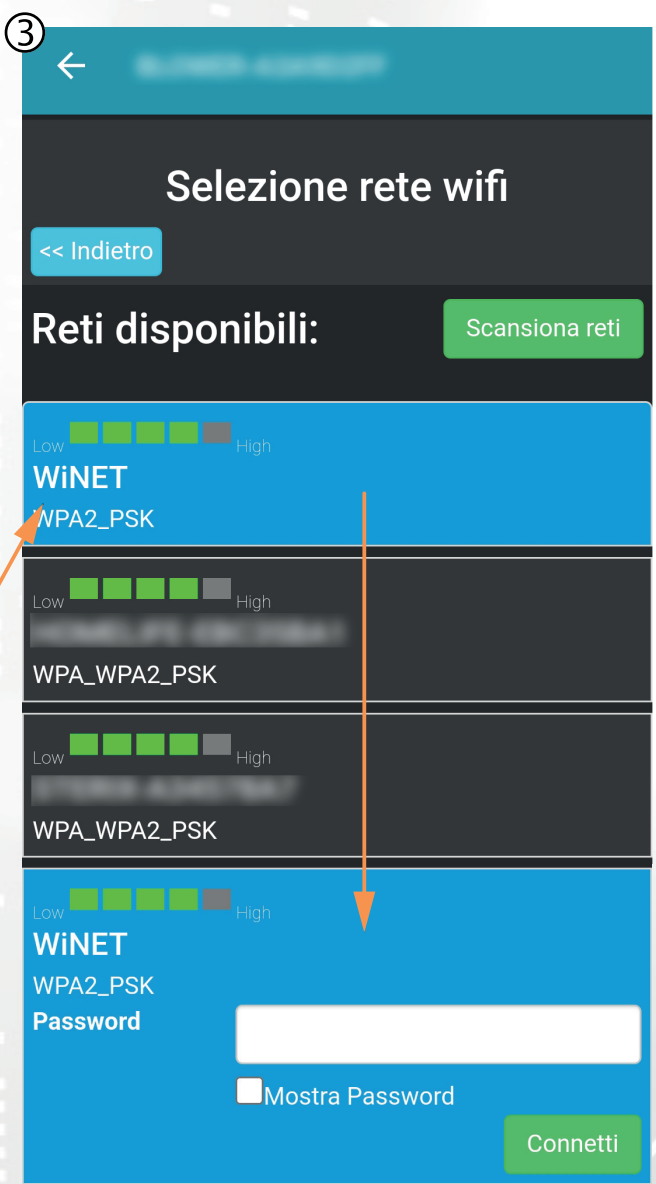 ③
Selezione rete wifi
<< Indietro
Reti disponibili:
Scansiona reti
Low High
WiNET
WPA2_PSK
Low High
WPA_WPA2_PSK
Low High
WPA_WPA2_PSK
Low High
WiNET
WPA2_PSK
Password
Mostra Password
Connetti